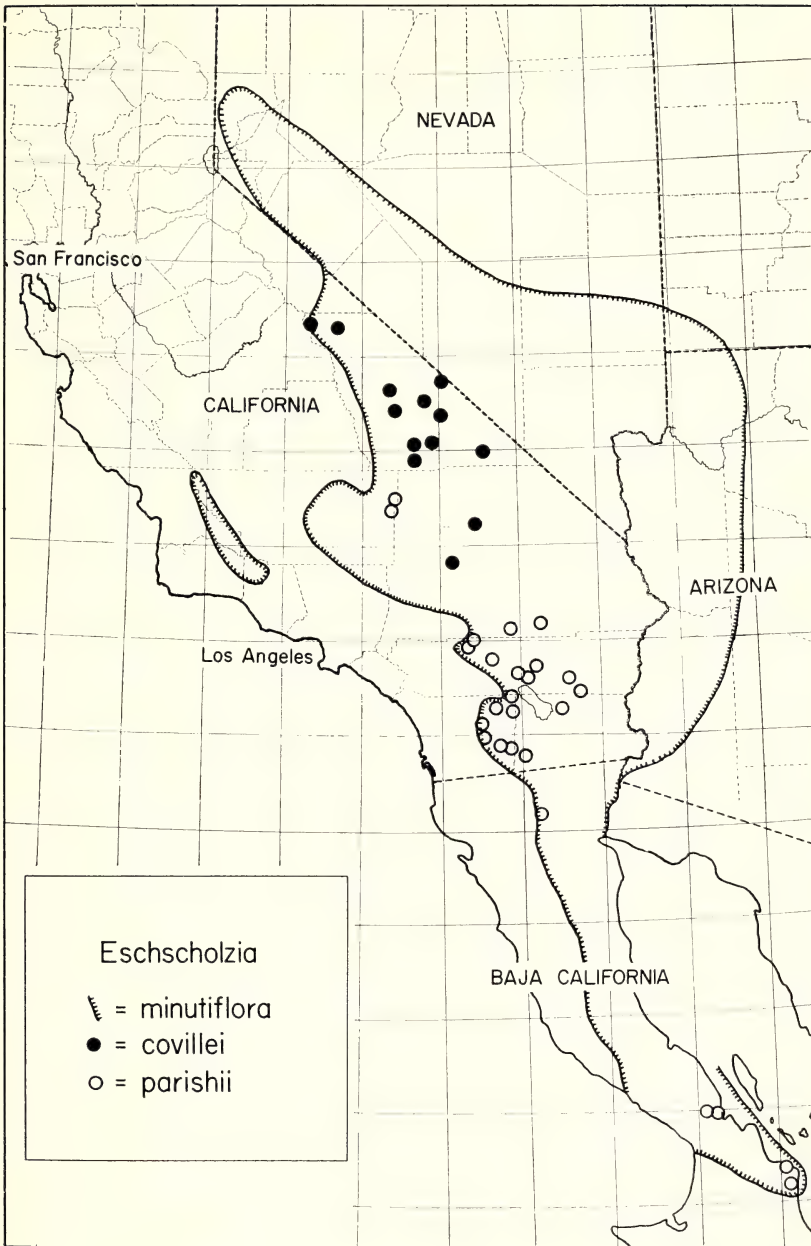 NEVADA
San Francisco
CALIFORNIA
ARIZONA
Los Angeles
BAJA CALIFORNIA
Eschscholzia
= minutiflora
= covillei
= parishii